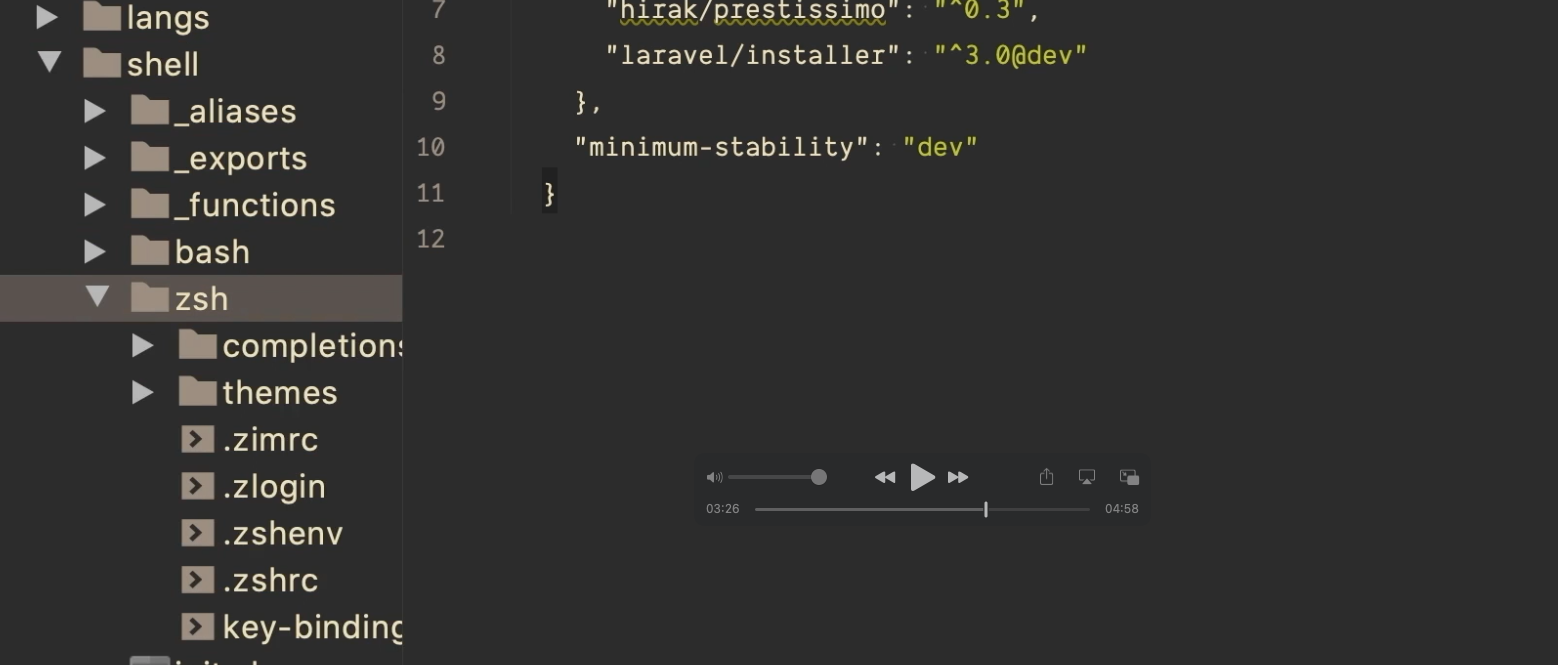 langs
shell
_aliases
_exports
_functions
bash
zsh
completions
themes
.zimrc
.zlogin
.zshenv
.zshrc
key-binding
7 "hirak/prestissimo": "^0.3",
8 "laravel/installer": "^3.0@dev"
9 },
10 "minimum-stability": "dev"
11 }
12
03:26 04:58